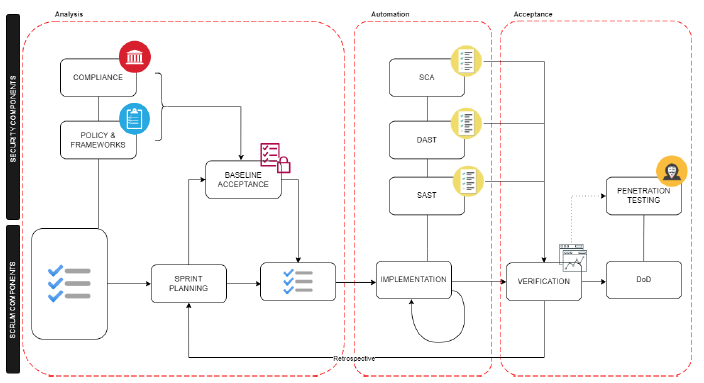 Analysis
Automation
Acceptance
SECURITY COMPONENTS
COMPLIANCE
POLICY &
FRAMEWORKS
BASELINE
ACCEPTANCE
SCA
DAST
SAST
PENETRATION
TESTING
SCRUM COMPONENTS
SPRINT
PLANNING
IMPLEMENTATION
VERIFICATION
DoD
Retrospective